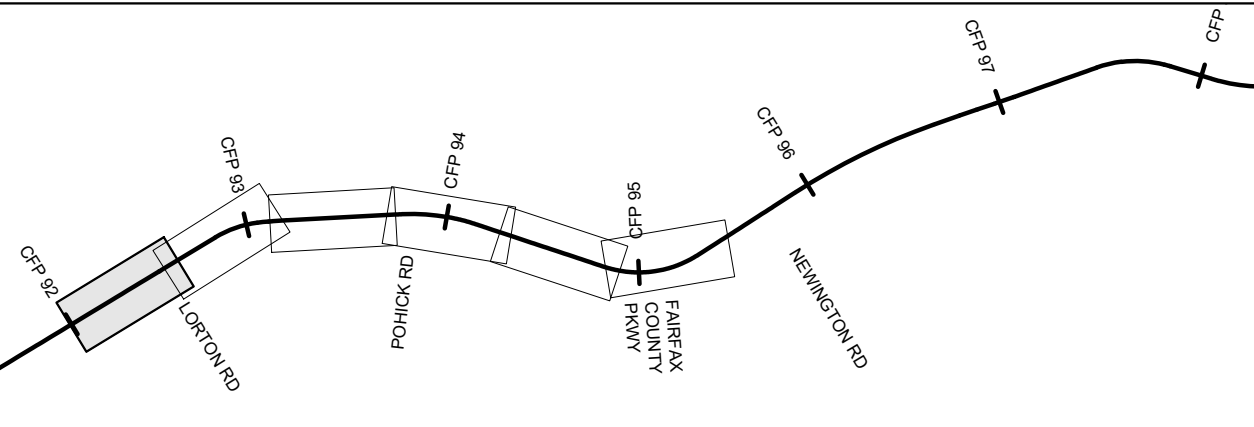 CFP 92
LORTON RD
CFP 93
POHICK RD
CFP 94
CFP 95
FAIRFAX
COUNTY
PKWY
CFP 96
NEWINGTON RD
CFP 97
CFP